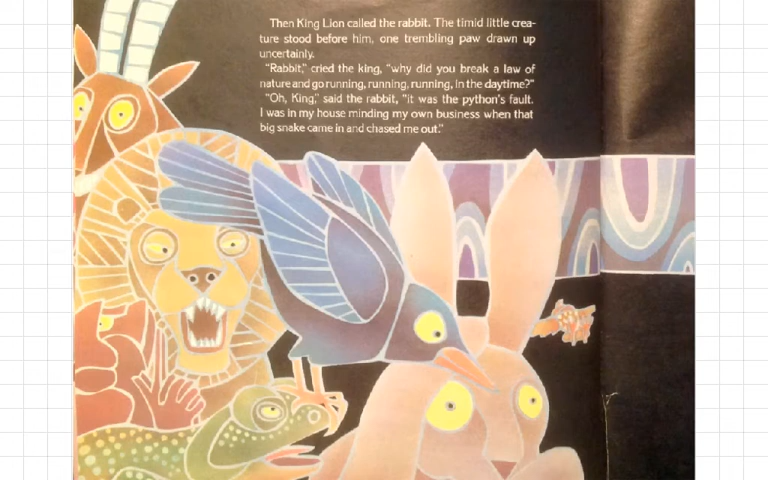 Then King Lion called the rabbit. The timid little crea-
ture stood before him, one trembling paw drawn up
uncertainly.
"Rabbit," cried the king, "why did you break a law of
nature and go running, running, running, in the daytime?"
"Oh, King," said the rabbit, "it was the python's fault.
I was in my house minding my own business when that
big snake came in and chased me out."